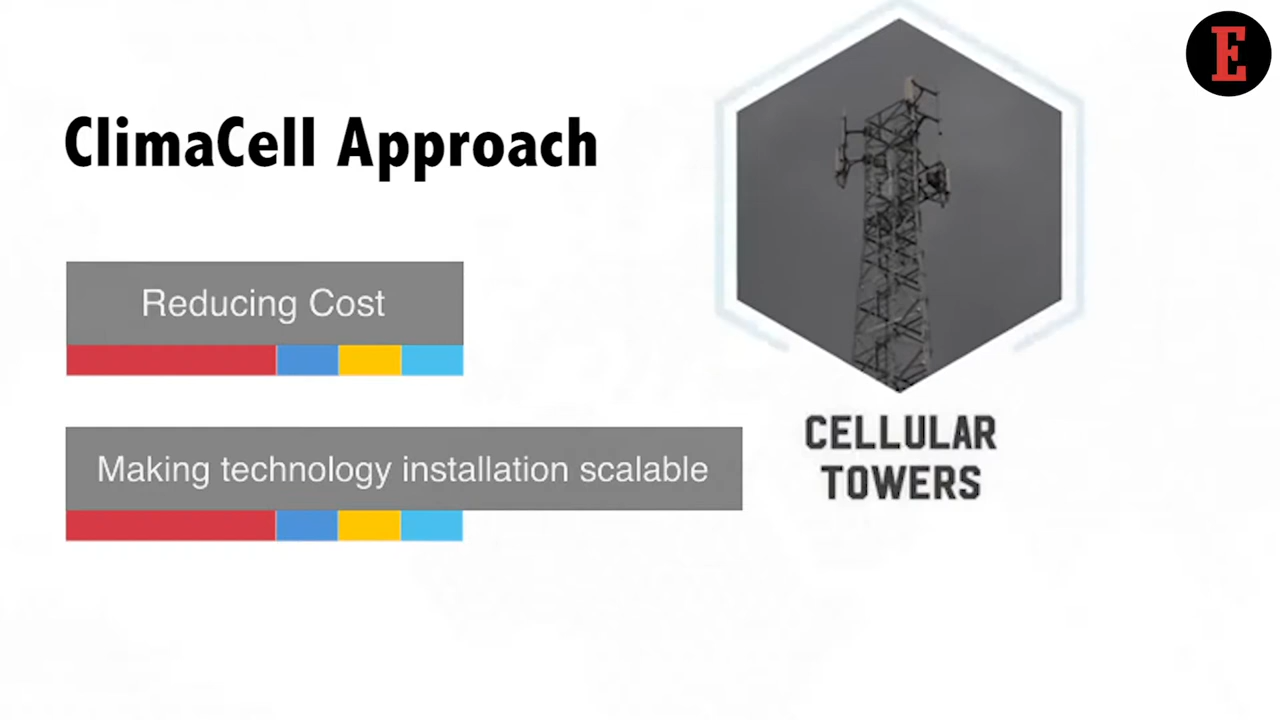 E
ClimaCell Approach
Reducing Cost
Making technology installation scalable
CELLULAR
TOWERS